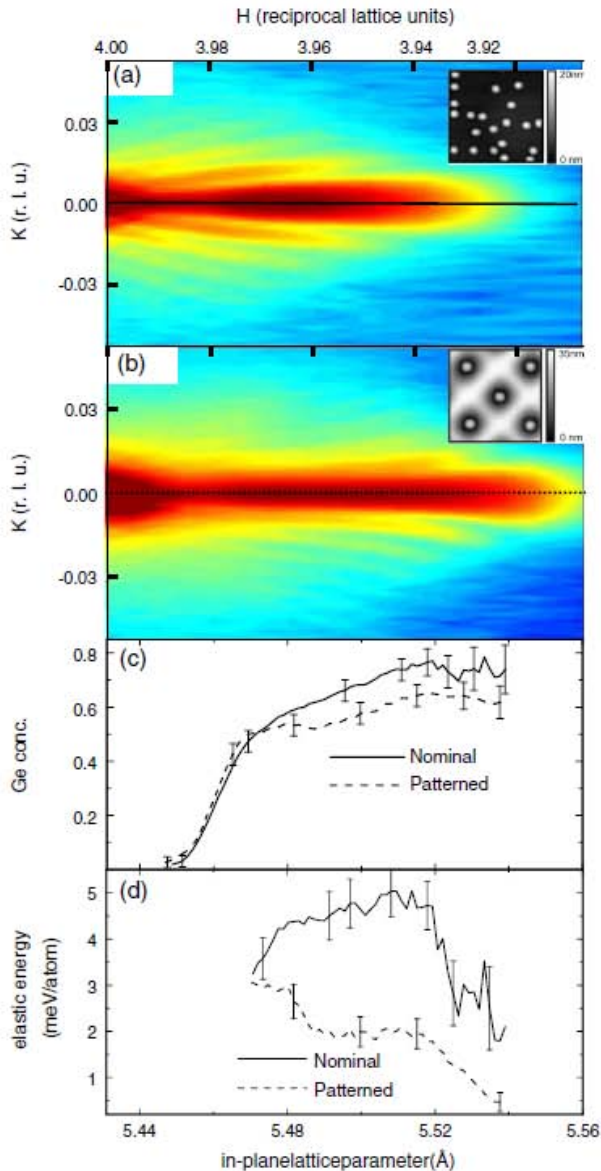 H (reciprocal lattice units)
4.00 3.98 3.96 3.94 3.92
(a)
20nm
0 nm
K (r. l. u.)
0.03
0.00
-0.03
(b)
35nm
0 nm
K (r. l. u.)
0.03
0.00
-0.03
(c)
Ge conc.
0.8
0.6
0.4
0.2
Nominal
Patterned
(d)
elastic energy
(meV/atom)
5
4
3
2
1
Nominal
Patterned
5.44 5.48 5.52 5.56
in-planelatticeparameter(Å)